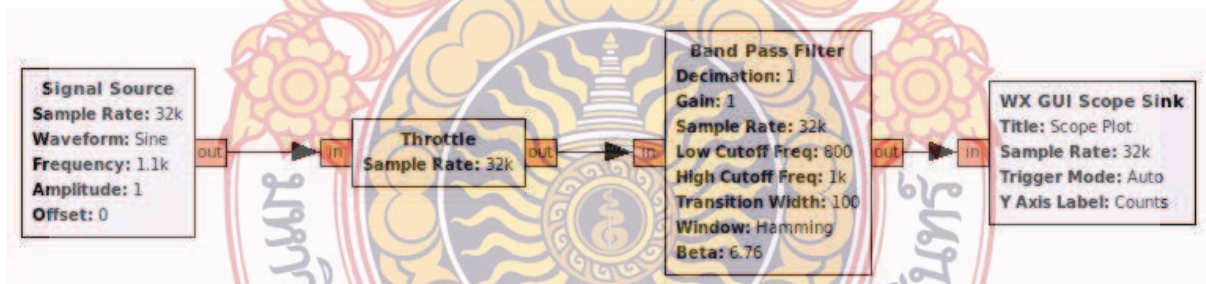 Signal Source
Sample Rate: 32k
Waveform: Sine
Frequency: 1.1k
Amplitude: 1
Offset: 0
out
in
Throttle
Sample Rate: 32k
out
in
Band Pass Filter
Decimation: 1
Gain: 1
Sample Rate: 32k
Low Cutoff Freq: 800
High Cutoff Freq: 1k
Transition Width: 100
Window: Hamming
Beta: 6.76
out
in
WX GUI Scope Sink
Title: Scope Plot
Sample Rate: 32k
Trigger Mode: Auto
Y Axis Label: Counts